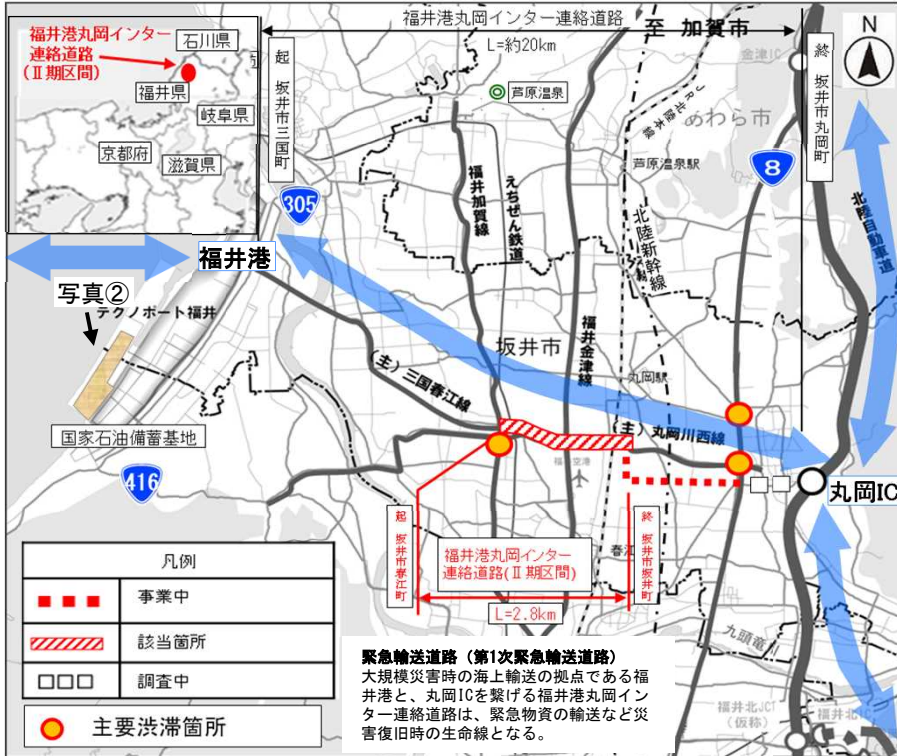 福井港丸岡インター連絡道路
L=約20km
至 加賀市
金津IC
N
福井港丸岡インター
連絡道路
(Ⅱ期区間)
石川県
福井県
岐阜県
京都府
滋賀県
起 坂井市三国町
終 坂井市丸岡町
芦原温泉
JR北陸本線
あわら市
芦原温泉駅
8
305
福井加賀線
えちぜん鉄道
北陸新幹線
北陸自動車道
福井港
写真②
テクノポート福井
坂井市
福井金津線
(主)三国春江線
丸岡駅
(主)丸岡川西線
国家石油備蓄基地
416
福井空港
丸岡IC
起 坂井市春江町
福井港丸岡インター
連絡道路(Ⅱ期区間)
終 坂井市坂井町
L=2.8km
春江
九頭竜川
凡例
事業中
該当箇所
調査中
主要渋滞箇所
緊急輸送道路(第1次緊急輸送道路)
大規模災害時の海上輸送の拠点である福
井港と、丸岡ICを繋げる福井港丸岡イン
ター連絡道路は、緊急物資の輸送など災
害復旧時の生命線となる。
福井北JCT
(仮称)
福井北IC